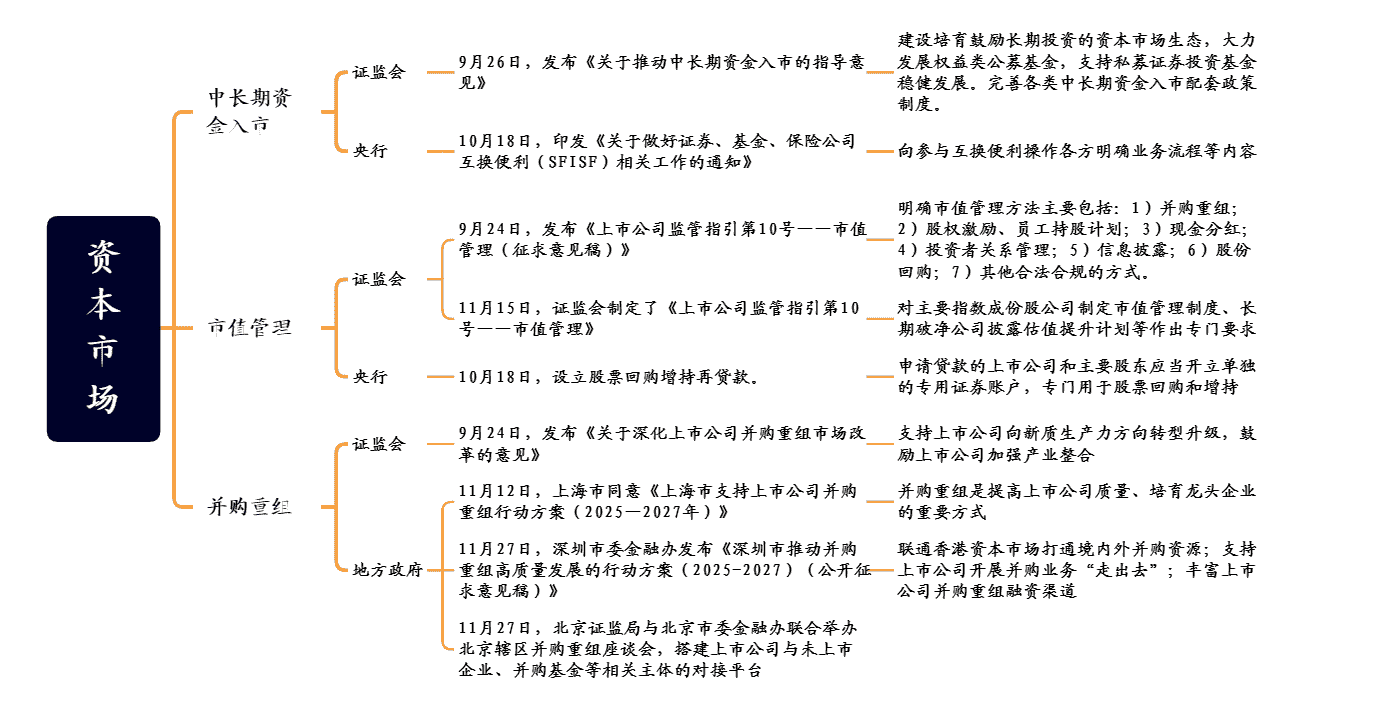 资本市场
中长期资
金入市
证监会
9月26日，发布《关于推动中长期资金入市的指导意
见》
建设培育鼓励长期投资的资本市场生态，大力
发展权益类公募基金，支持私募证券投资基金
稳健发展。完善各类中长期资金入市配套政策
制度。
央行
10月18日，印发《关于做好证券、基金、保险公司
互换便利（SFISF）相关工作的通知》
向参与互换便利操作各方明确业务流程等内容
市值管理
证监会
9月24日，发布《上市公司监管指引第10号——市值
管理（征求意见稿）》
明确市值管理方法主要包括：1）并购重组；
2）股权激励、员工持股计划；3）现金分红；
4）投资者关系管理；5）信息披露；6）股份
回购；7）其他合法合规的方式。
11月15日，证监会制定了《上市公司监管指引第10
号——市值管理》
对主要指数成份股公司制定市值管理制度、长
期破净公司披露估值提升计划等作出专门要求
央行
10月18日，设立股票回购增持再贷款。
申请贷款的上市公司和主要股东应当开立单独
的专用证券账户，专门用于股票回购和增持
并购重组
证监会
9月24日，发布《关于深化上市公司并购重组市场改
革的意见》
支持上市公司向新质生产力方向转型升级，鼓
励上市公司加强产业整合
地方政府
11月12日，上海市同意《上海市支持上市公司并购
重组行动方案（2025—2027年）》
并购重组是提高上市公司质量、培育龙头企业
的重要方式
11月27日，深圳市委金融办发布《深圳市推动并购
重组高质量发展的行动方案（2025-2027）（公开征
求意见稿）》
联通香港资本市场打通境内外并购资源；支持
上市公司开展并购业务“走出去”；丰富上市
公司并购重组融资渠道
11月27日，北京证监局与北京市委金融办联合举办
北京辖区并购重组座谈会，搭建上市公司与未上市
企业、并购基金等相关主体的对接平台